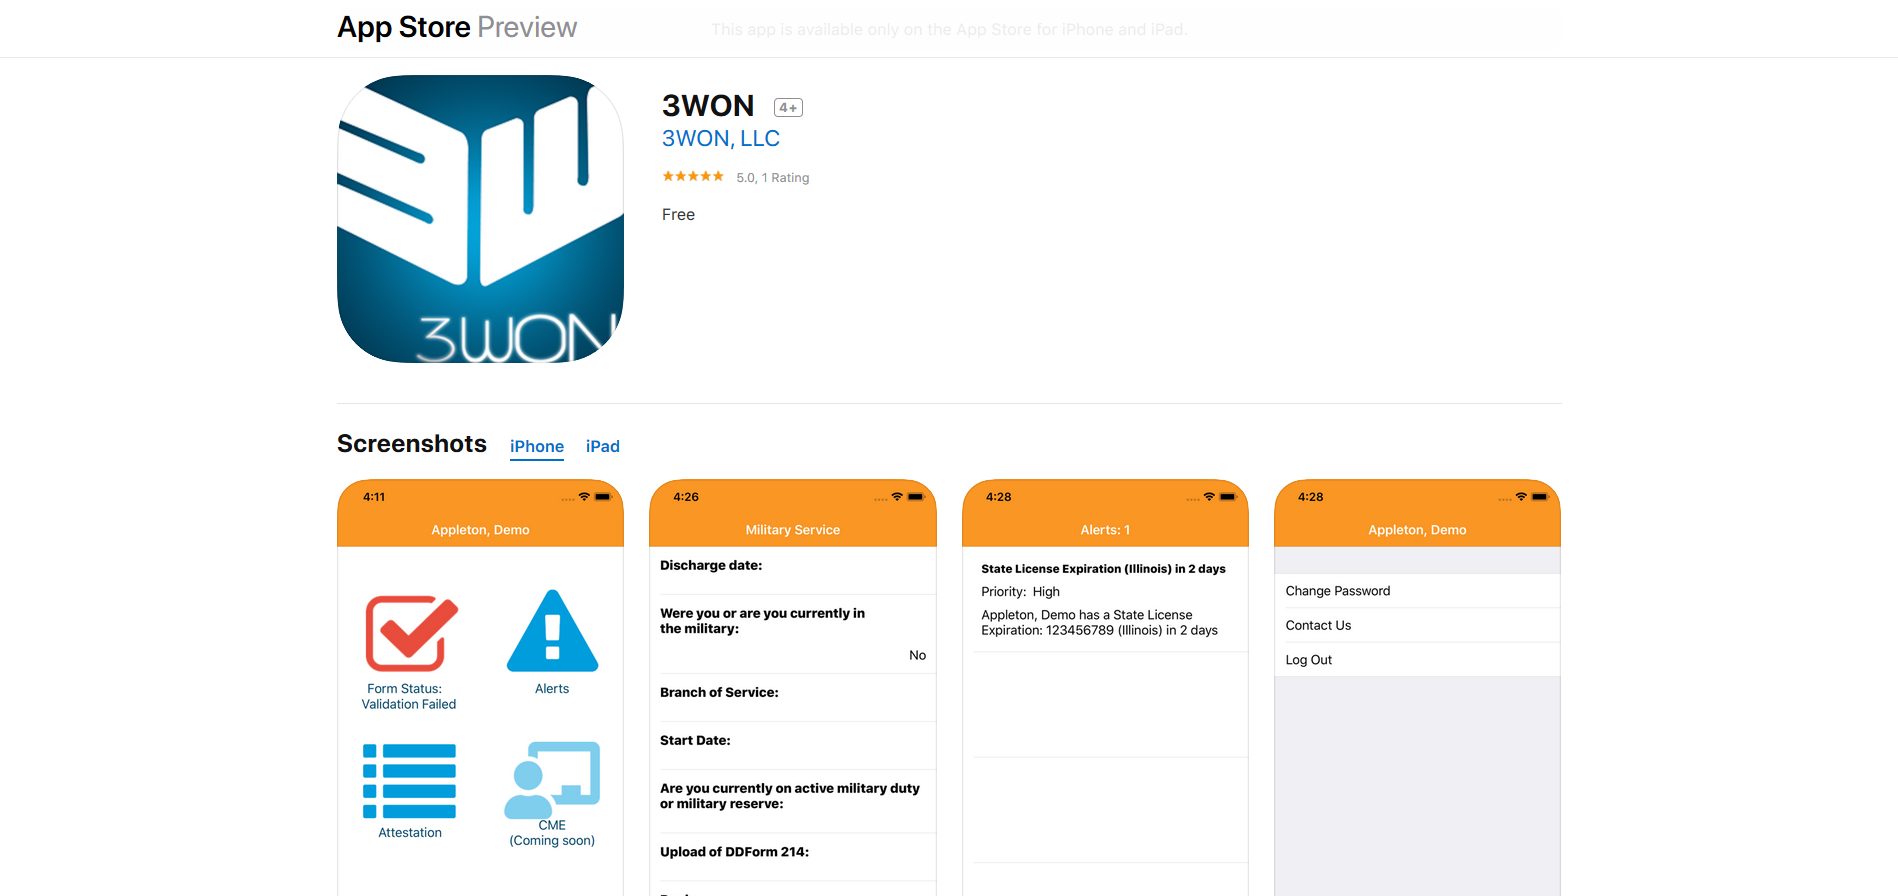 App Store Preview
This app is available only on the App Store for iPhone and iPad.
3WON 4+
3WON, LLC
5.0, 1 Rating
Free
3WON
Screenshots iPhone iPad
4:11
Appleton, Demo
Form Status:
Validation Failed
Alerts
Attestation
CME
(Coming soon)
4:26
Military Service
Discharge date:
Were you or are you currently in
the military:
No
Branch of Service:
Start Date:
Are you currently on active military duty
or military reserve:
Upload of DDForm 214:
4:28
Alerts: 1
State License Expiration (Illinois) in 2 days
Priority: High
Appleton, Demo has a State License
Expiration: 123456789 (Illinois) in 2 days
4:28
Appleton, Demo
Change Password
Contact Us
Log Out